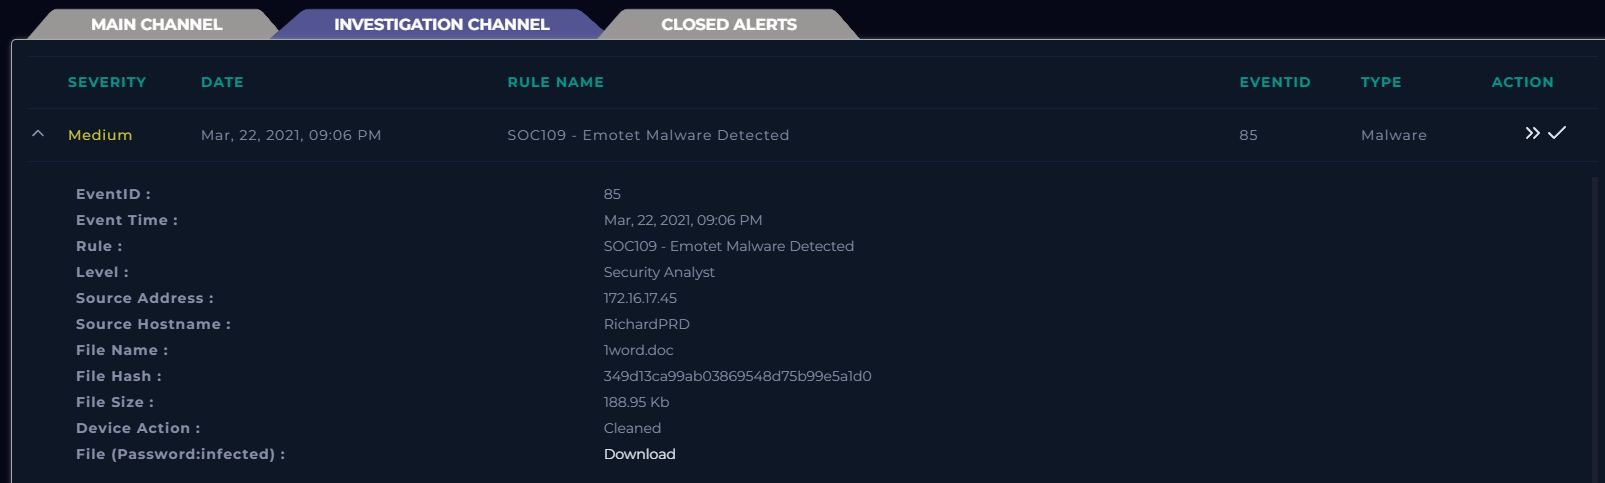 MAIN CHANNEL INVESTIGATION CHANNEL CLOSED ALERTS
SEVERITY DATE RULE NAME EVENTID TYPE ACTION
Medium Mar, 22, 2021, 09:06 PM SOC109 - Emotet Malware Detected 85 Malware
EventID : 85
Event Time : Mar, 22, 2021, 09:06 PM
Rule : SOC109 - Emotet Malware Detected
Level : Security Analyst
Source Address : 172.16.17.45
Source Hostname : RichardPRD
File Name : 1word.doc
File Hash : 349d13ca99ab03869548d75b99e5a1d0
File Size : 188.95 Kb
Device Action : Cleaned
File (Password:infected) : Download